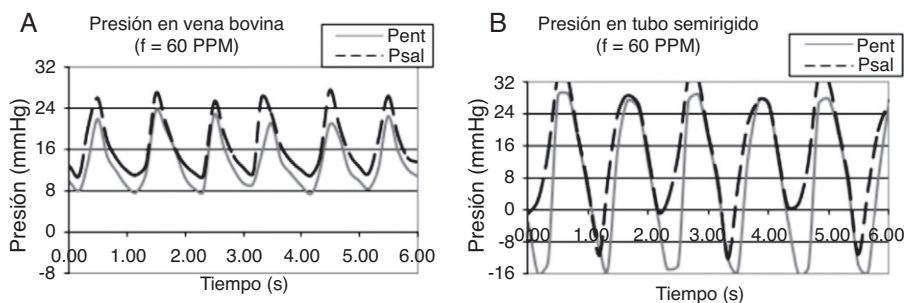 A
Presión en vena bovina
(f = 60 PPM)
Pent
Psal
Presión (mmHg)
32
24
16
8
0
-8
0.00 1.00 2.00 3.00 4.00 5.00 6.00
Tiempo (s)
B
Presión en tubo semirigido
(f = 60 PPM)
Pent
Psal
Presión (mmHg)
32
24
16
8
0
-8
-16
0.00 1.00 2.00 3.00 4.00 5.00 6.00
Tiempo (s)